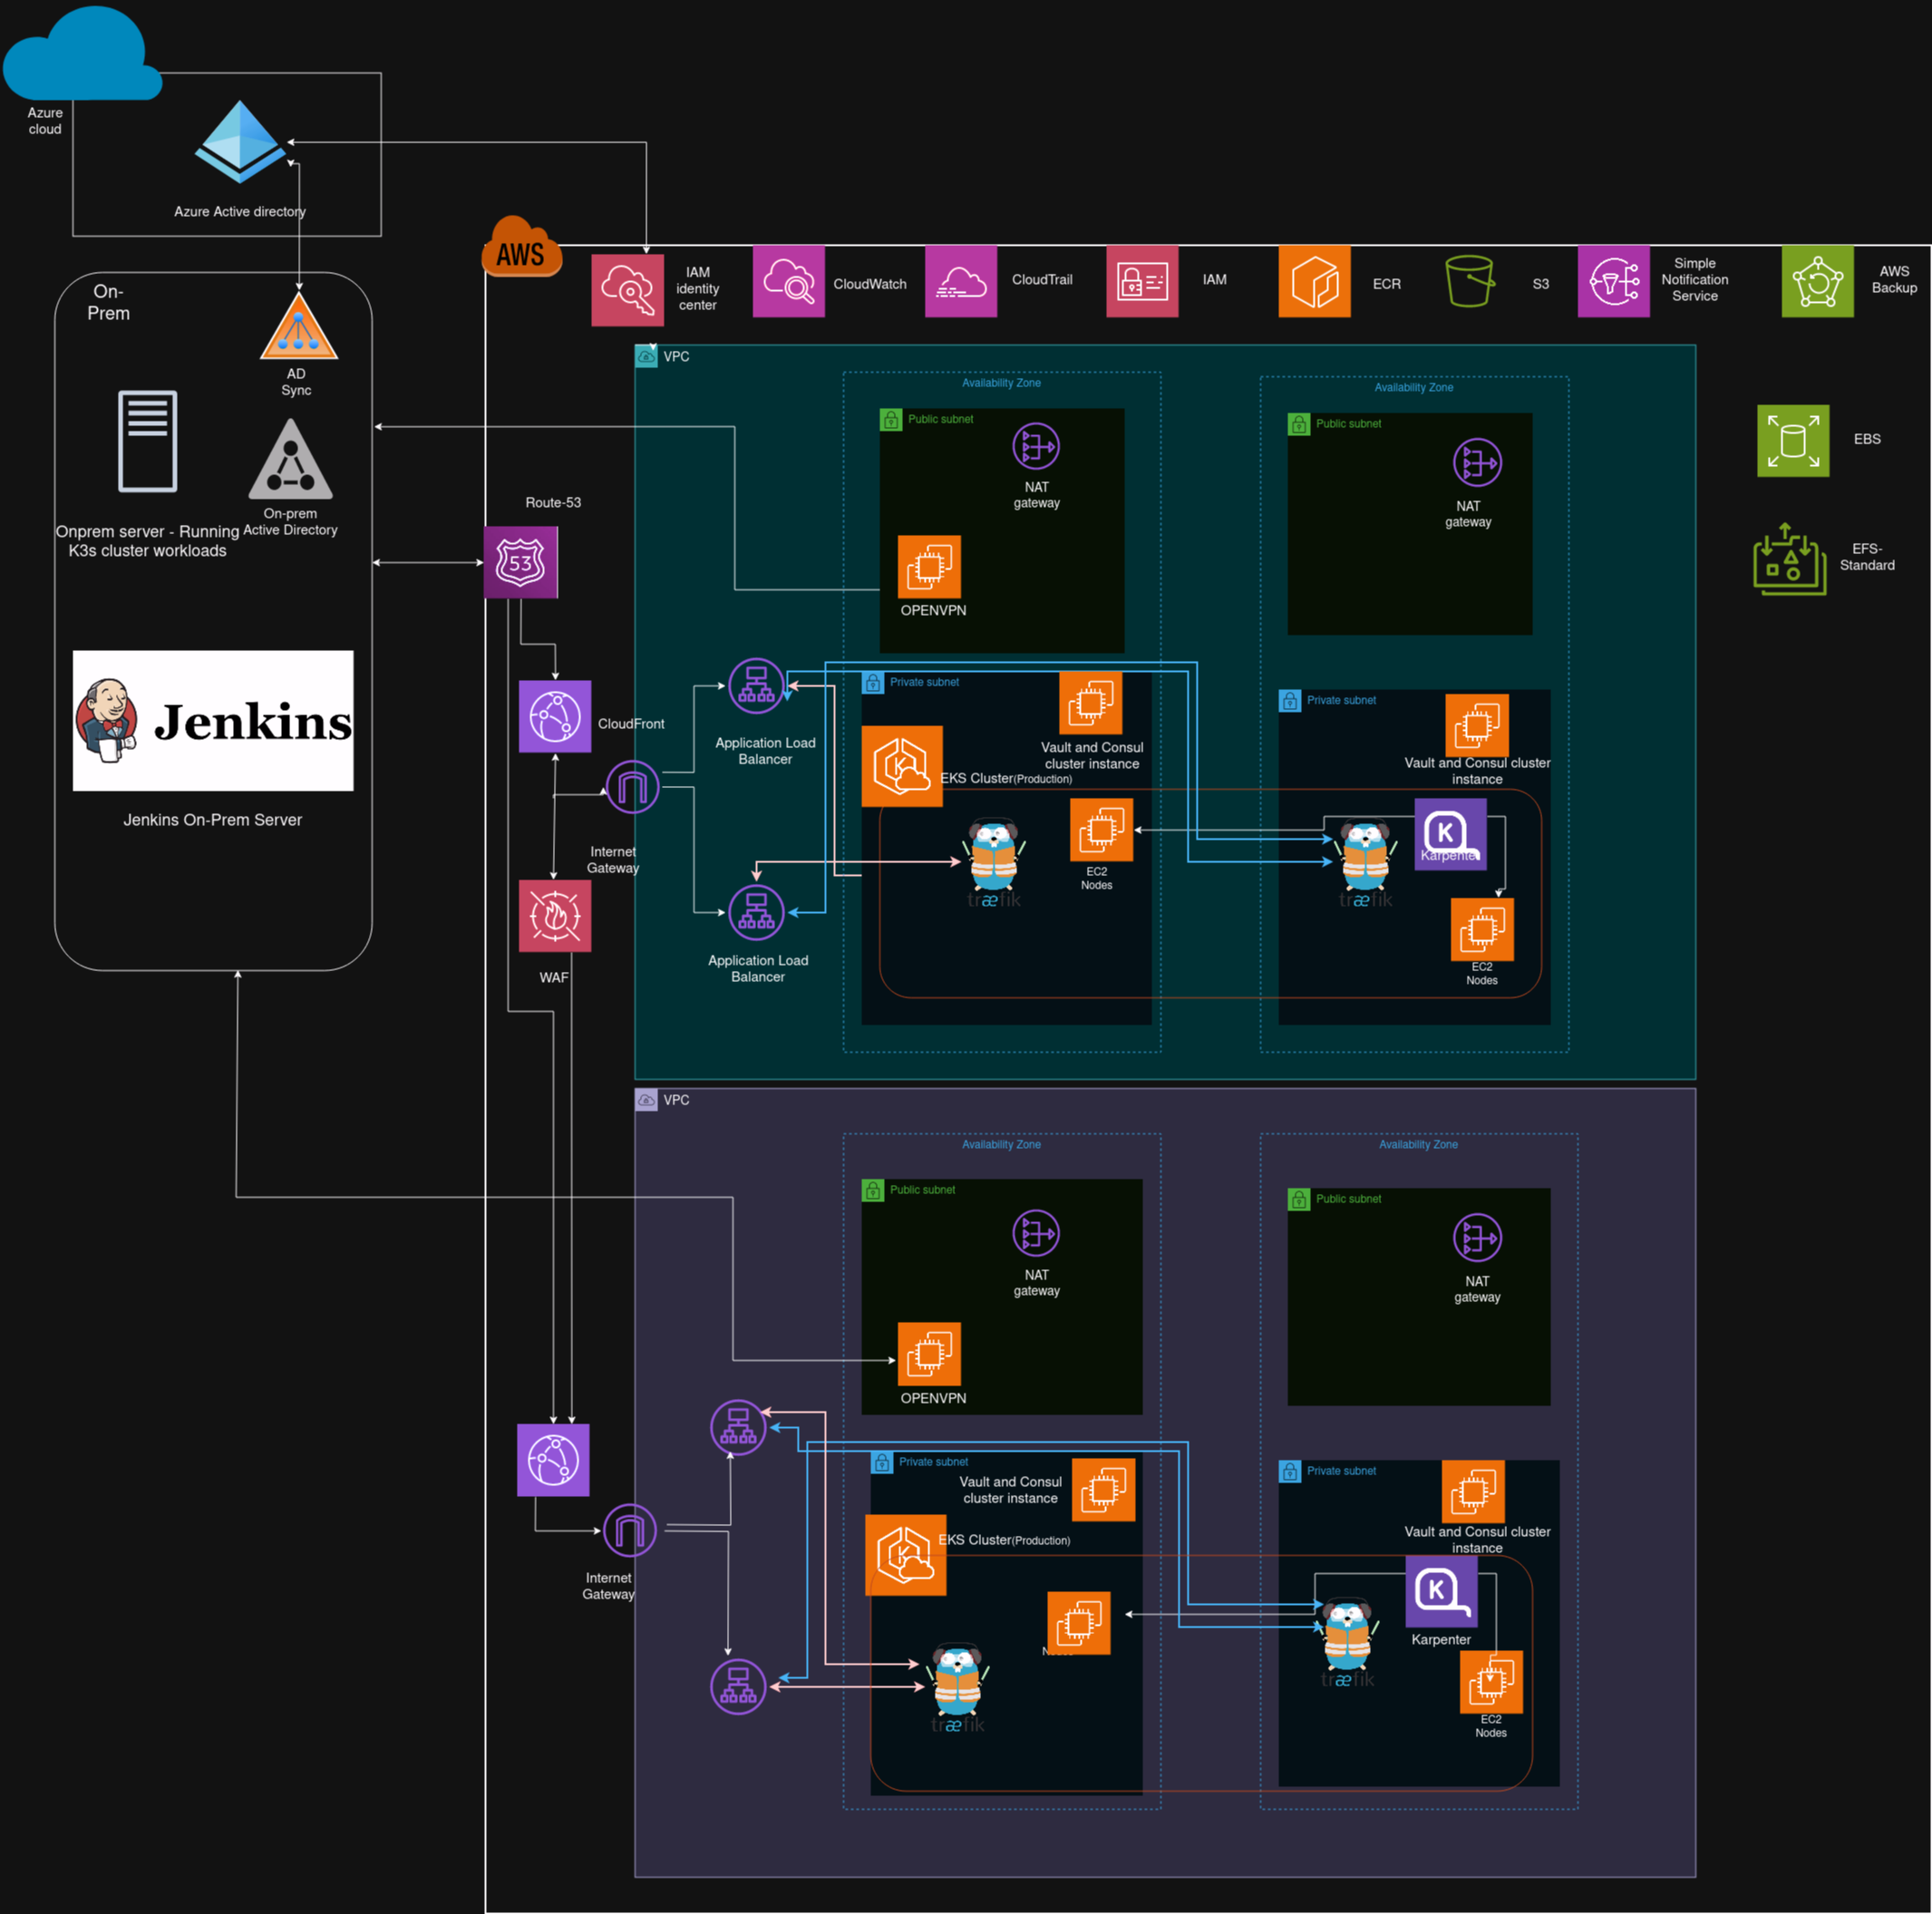 Azure
cloud
Azure Active directory
AWS
IAM
identity
center
CloudWatch
CloudTrail
IAM
ECR
S3
Simple
Notification
Service
AWS
Backup
On-
Prem
AD
Sync
On-prem
Active Directory
Onprem server - Running
K3s cluster workloads
Jenkins
Jenkins On-Prem Server
Route-53
53
CloudFront
Internet
Gateway
WAF
EBS
EFS-
Standard
VPC
Availability Zone
Public subnet
NAT
gateway
OPENVPN
Availability Zone
Public subnet
NAT
gateway
Application Load
Balancer
Application Load
Balancer
Private subnet
Vault and Consul
cluster instance
K
EKS Cluster(Production)
EC2
Nodes
træfik
Private subnet
Vault and Consul cluster
instance
K
Karpenter
træfik
EC2
Nodes
VPC
Availability Zone
Public subnet
NAT
gateway
OPENVPN
Availability Zone
Public subnet
NAT
gateway
Internet
Gateway
Private subnet
Vault and Consul
cluster instance
K
EKS Cluster(Production)
træfik
Private subnet
Vault and Consul cluster
instance
K
Karpenter
træfik
EC2
Nodes